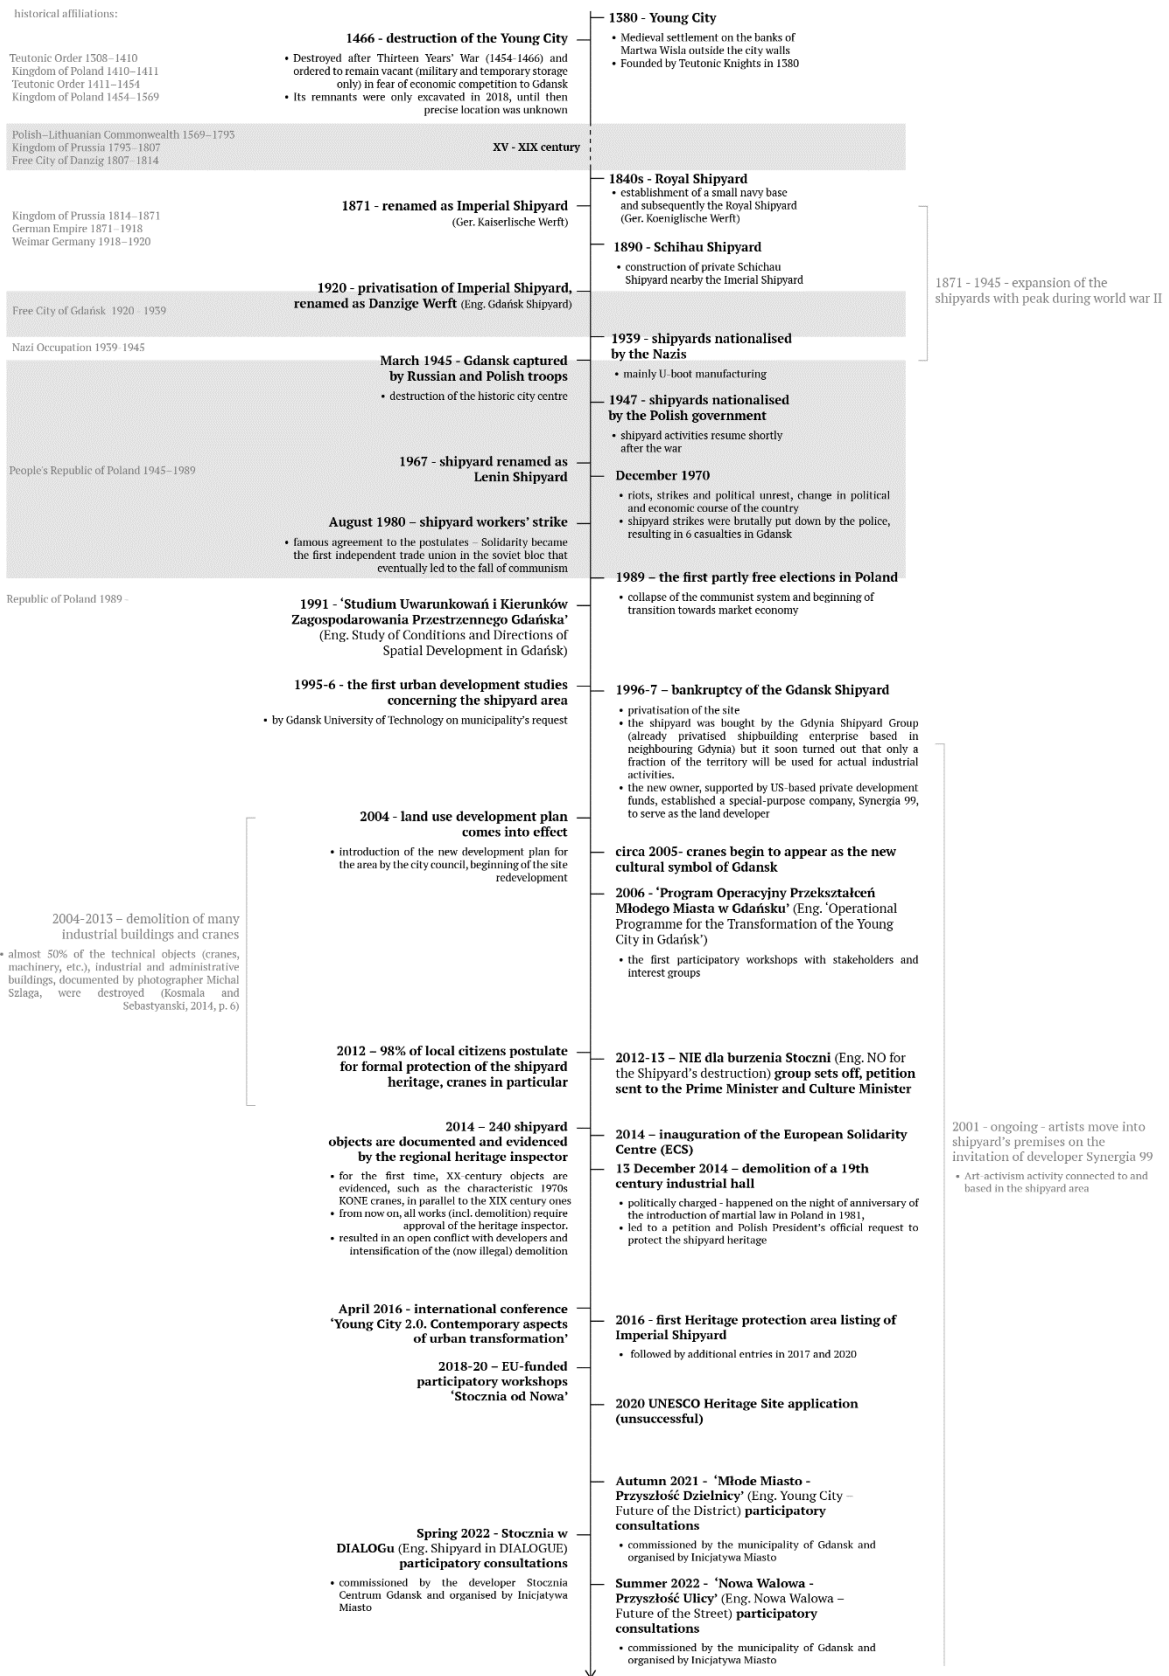 historical affiliations:
1380 - Young City
• Medieval settlement on the banks of
Martwa Wisla outside the city walls
• Founded by Teutonic Knights in 1380
1466 - destruction of the Young City
• Destroyed after Thirteen Years' War (1454-1466) and
ordered to remain vacant (military and temporary storage
only) in fear of economic competition to Gdansk
• Its remnants were only excavated in 2018, until then
precise location was unknown
Teutonic Order 1308–1410
Kingdom of Poland 1410–1411
Teutonic Order 1411–1454
Kingdom of Poland 1454–1569
Polish–Lithuanian Commonwealth 1569–1793
Kingdom of Prussia 1793–1807
Free City of Danzig 1807–1814
XV - XIX century
1840s - Royal Shipyard
• establishment of a small navy base
and subsequently the Royal Shipyard
(Ger. Koeniglische Werft)
1871 - renamed as Imperial Shipyard
(Ger. Kaiserlische Werft)
Kingdom of Prussia 1814–1871
German Empire 1871–1918
Weimar Germany 1918–1920
1890 - Schihau Shipyard
• construction of private Schichau
Shipyard nearby the Imerial Shipyard
1871 - 1945 - expansion of the
shipyards with peak during world war II
1920 - privatisation of Imperial Shipyard,
renamed as Danzige Werft (Eng. Gdańsk Shipyard)
Free City of Gdańsk 1920 - 1939
1939 - shipyards nationalised
by the Nazis
• mainly U-boot manufacturing
Nazi Occupation 1939-1945
March 1945 - Gdansk captured
by Russian and Polish troops
• destruction of the historic city centre
1947 - shipyards nationalised
by the Polish government
• shipyard activities resume shortly
after the war
1967 - shipyard renamed as
Lenin Shipyard
People's Republic of Poland 1945–1989
December 1970
• riots, strikes and political unrest, change in political
and economic course of the country
• shipyard strikes were brutally put down by the police,
resulting in 6 casualties in Gdansk
August 1980 – shipyard workers' strike
• famous agreement to the postulates – Solidarity became
the first independent trade union in the soviet bloc that
eventually led to the fall of communism
1989 – the first partly free elections in Poland
• collapse of the communist system and beginning of
transition towards market economy
Republic of Poland 1989 -
1991 - 'Studium Uwarunkowań i Kierunków
Zagospodarowania Przestrzennego Gdańska'
(Eng. Study of Conditions and Directions of
Spatial Development in Gdańsk)
1995-6 - the first urban development studies
concerning the shipyard area
• by Gdansk University of Technology on municipality's request
1996-7 – bankruptcy of the Gdansk Shipyard
• privatisation of the site
• the shipyard was bought by the Gdynia Shipyard Group
(already privatised shipbuilding enterprise based in
neighbouring Gdynia) but it soon turned out that only a
fraction of the territory will be used for actual industrial
activities.
• the new owner, supported by US-based private development
funds, established a special-purpose company, Synergia 99,
to serve as the land developer
2004 - land use development plan
comes into effect
• introduction of the new development plan for
the area by the city council, beginning of the site
redevelopment
circa 2005- cranes begin to appear as the new
cultural symbol of Gdansk
2006 - 'Program Operacyjny Przekształceń
Młodego Miasta w Gdańsku' (Eng. 'Operational
Programme for the Transformation of the Young
City in Gdańsk')
• the first participatory workshops with stakeholders and
interest groups
2004-2013 – demolition of many
industrial buildings and cranes
• almost 50% of the technical objects (cranes,
machinery, etc.), industrial and administrative
buildings, documented by photographer Michal
Szlaga, were destroyed (Kosmala and
Sebastyanski, 2014, p. 6)
2012 – 98% of local citizens postulate
for formal protection of the shipyard
heritage, cranes in particular
2012-13 – NIE dla burzenia Stoczni (Eng. NO for
the Shipyard's destruction) group sets off, petition
sent to the Prime Minister and Culture Minister
2014 – 240 shipyard
objects are documented and evidenced
by the regional heritage inspector
• for the first time, XX-century objects are
evidenced, such as the characteristic 1970s
KONE cranes, in parallel to the XIX century ones
• from now on, all works (incl. demolition) require
approval of the heritage inspector.
• resulted in an open conflict with developers and
intensification of the (now illegal) demolition
2014 – inauguration of the European Solidarity
Centre (ECS)
13 December 2014 – demolition of a 19th
century industrial hall
• politically charged - happened on the night of anniversary of
the introduction of martial law in Poland in 1981,
• led to a petition and Polish President's official request to
protect the shipyard heritage
2001 - ongoing - artists move into
shipyard's premises on the
invitation of developer Synergia 99
• Art-activism activity connected to and
based in the shipyard area
April 2016 - international conference
'Young City 2.0. Contemporary aspects
of urban transformation'
2016 - first Heritage protection area listing of
Imperial Shipyard
• followed by additional entries in 2017 and 2020
2018-20 – EU-funded
participatory workshops
'Stocznia od Nowa'
2020 UNESCO Heritage Site application
(unsuccessful)
Autumn 2021 - 'Młode Miasto -
Przyszłość Dzielnicy' (Eng. Young City –
Future of the District) participatory
consultations
• commissioned by the municipality of Gdansk and
organised by Inicjatywa Miasto
Spring 2022 - Stocznia w
DIALOGu (Eng. Shipyard in DIALOGUE)
participatory consultations
• commissioned by the developer Stocznia
Centrum Gdansk and organised by Inicjatywa
Miasto
Summer 2022 - 'Nowa Walowa -
Przyszłość Ulicy' (Eng. Nowa Walowa –
Future of the Street) participatory
consultations
• commissioned by the municipality of Gdansk and
organised by Inicjatywa Miasto